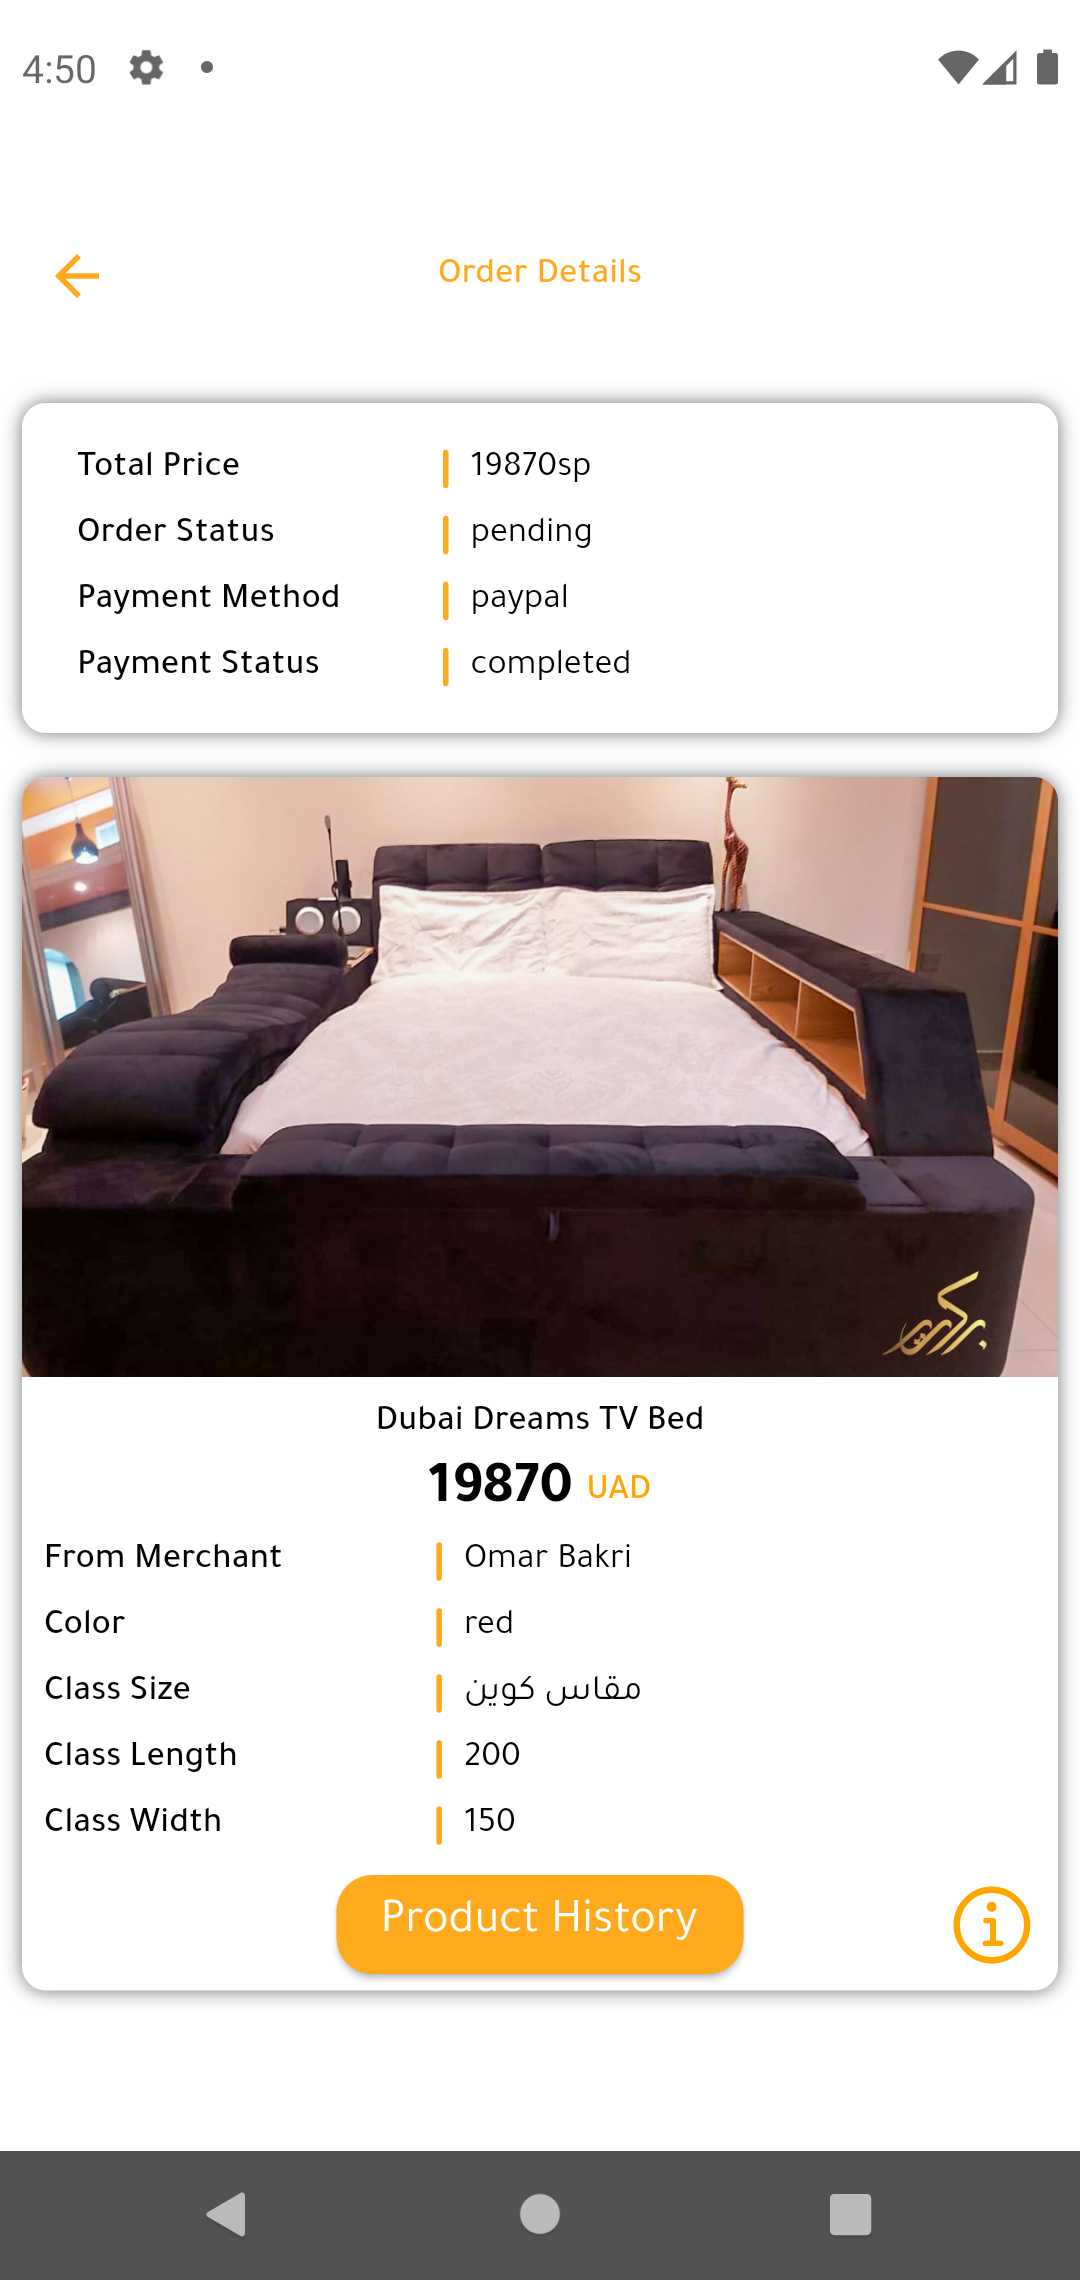 4:50
Order Details
Total Price 19870sp
Order Status pending
Payment Method paypal
Payment Status completed
Dubai Dreams TV Bed
19870 UAD
From Merchant Omar Bakri
Color red
Class Size مقاس كوين
Class Length 200
Class Width 150
Product History